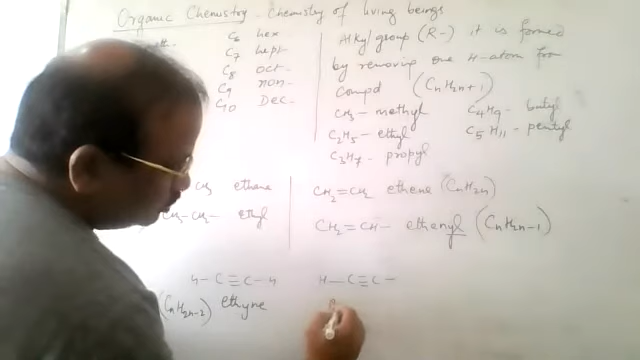 Organic Chemistry - Chemistry of living beings
C6 hex
C7 hept-
C8 oct-
C9 non-
C10 Dec-
Alkyl group (R-) it is formed
by removing one H-atom from
compd (CnH2n+1)
CH3 - methyl C4H9 - butyl
C2H5 - ethyl C5H11 - pentyl
C3H7 - propyl
CH3 ethane
CH3-CH2- ethyl
CH2=CH2 ethene (CnH2n)
CH2=CH- ethenyl (CnH2n-1)
H-C≡C-H
(CnH2n-2) ethyne
H-C≡C-